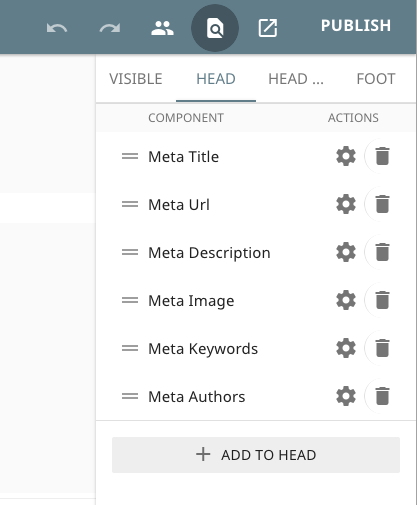 PUBLISH
VISIBLE HEAD HEAD ... FOOT
COMPONENT ACTIONS
Meta Title
Meta Url
Meta Description
Meta Image
Meta Keywords
Meta Authors
ADD TO HEAD